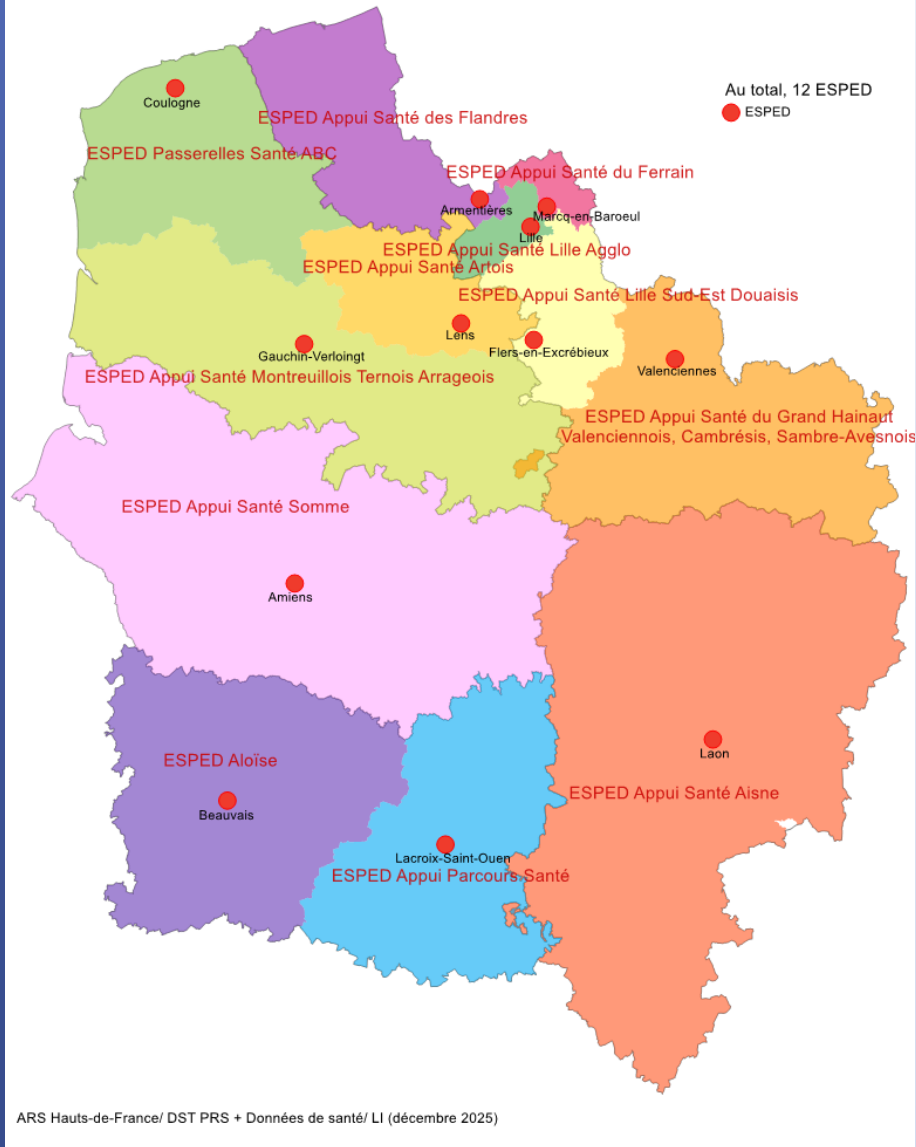 Au total, 12 ESPED
ESPED
Coulogne
ESPED Appui Santé des Flandres
ESPED Passerelles Santé ABC
ESPED Appui Santé du Ferrain
Armentières
Marcq-en-Baroeul
Lille
ESPED Appui Santé Lille Agglo
ESPED Appui Santé Artois
ESPED Appui Santé Lille Sud-Est Douaisis
Lens
Flers-en-Excrébieux
Gauchin-Verloingt
Valenciennes
ESPED Appui Santé Montreuillois Ternois Arrageois
ESPED Appui Santé du Grand Hainaut
Valenciennois, Cambrésis, Sambre-Avesnois
ESPED Appui Santé Somme
Amiens
Laon
ESPED Aloïse
ESPED Appui Santé Aisne
Beauvais
Lacroix-Saint-Ouen
ESPED Appui Parcours Santé
ARS Hauts-de-France/ DST PRS + Données de santé/ LI (décembre 2025)